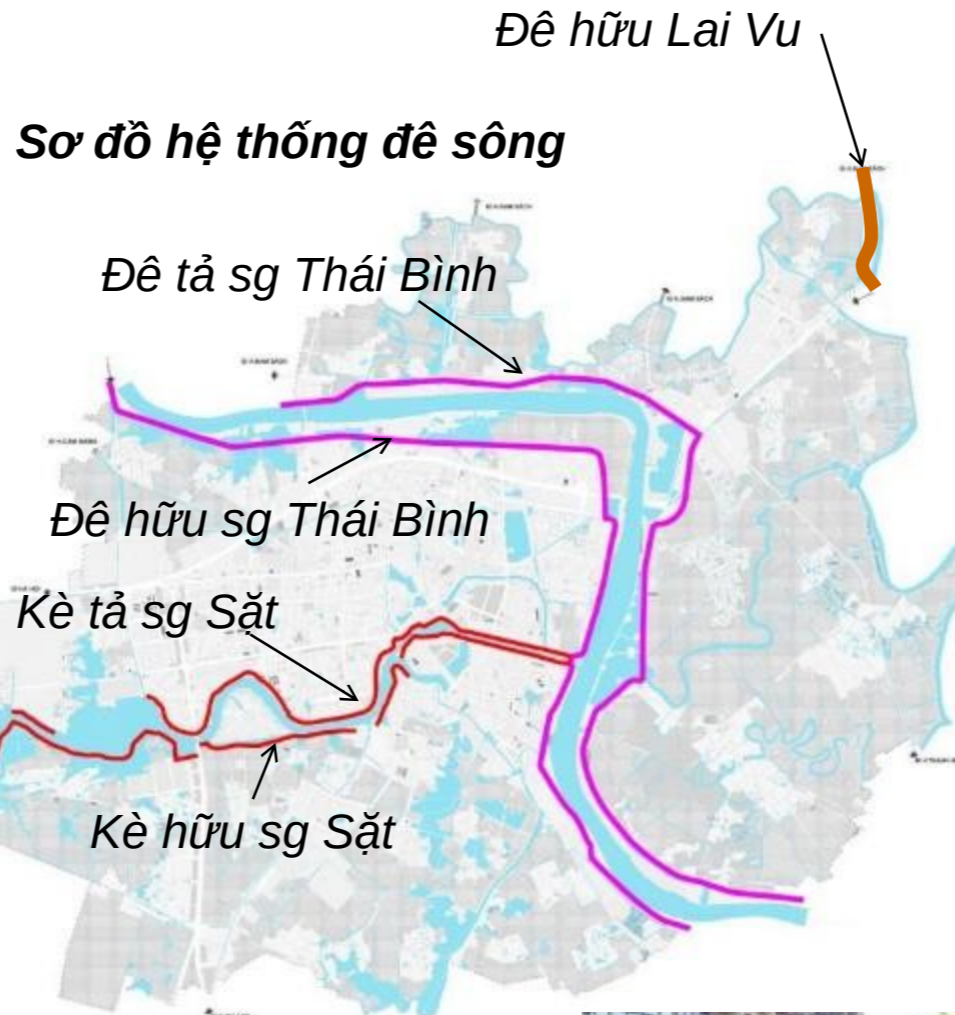 Đê hữu Lai Vu
Sơ đồ hệ thống đê sông
Đê tả sg Thái Bình
Đê hữu sg Thái Bình
Kè tả sg Sặt
Kè hữu sg Sặt